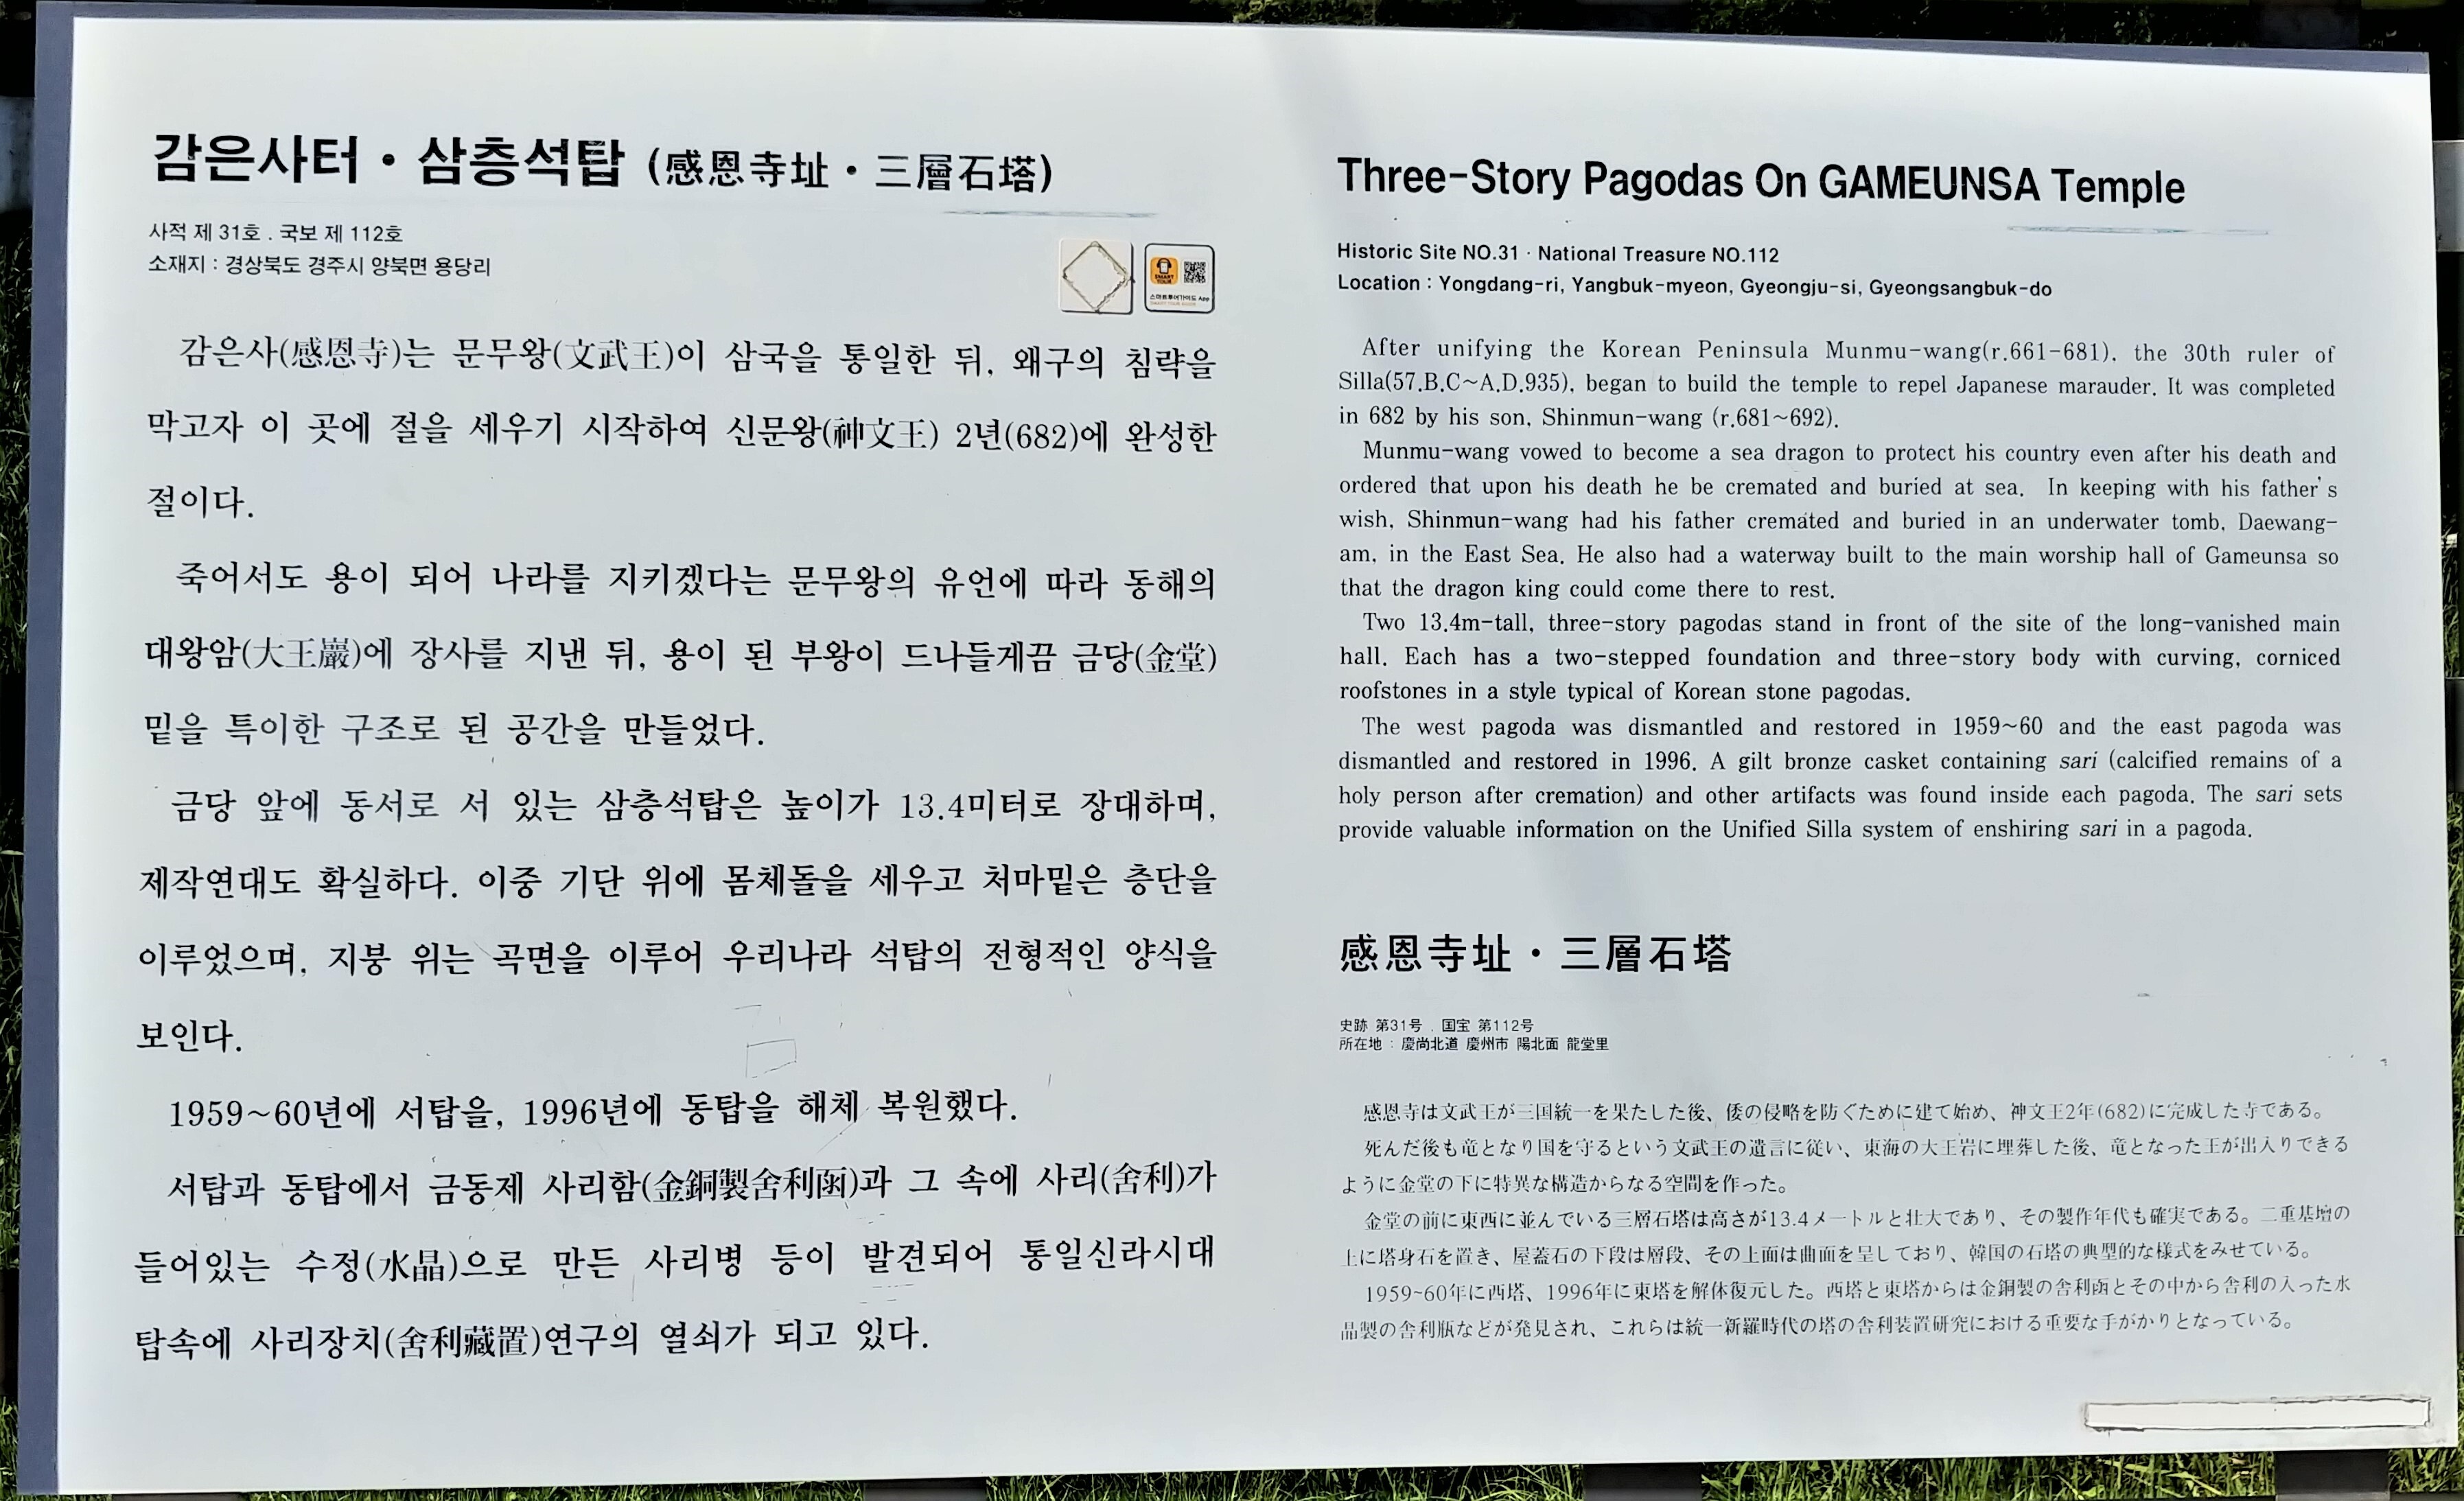 감은사터 · 삼층석탑 (感恩寺址 · 三層石塔)
사적 제 31호 . 국보 제 112호
소재지 : 경상북도 경주시 양북면 용당리
스마트투어가이드 App
감은사(感恩寺)는 문무왕(文武王)이 삼국을 통일한 뒤, 왜구의 침략을
막고자 이 곳에 절을 세우기 시작하여 신문왕(神文王) 2년(682)에 완성한
절이다.
죽어서도 용이 되어 나라를 지키겠다는 문무왕의 유언에 따라 동해의
대왕암(大王巖)에 장사를 지낸 뒤, 용이 된 부왕이 드나들게끔 금당(金堂)
밑을 특이한 구조로 된 공간을 만들었다.
금당 앞에 동서로 서 있는 삼층석탑은 높이가 13.4미터로 장대하며,
제작연대도 확실하다. 이중 기단 위에 몸체돌을 세우고 처마밑은 층단을
이루었으며, 지붕 위는 곡면을 이루어 우리나라 석탑의 전형적인 양식을
보인다.
1959~60년에 서탑을, 1996년에 동탑을 해체 복원했다.
서탑과 동탑에서 금동제 사리함(金銅製舍利函)과 그 속에 사리(舍利)가
들어있는 수정(水晶)으로 만든 사리병 등이 발견되어 통일신라시대
탑속에 사리장치(舍利藏置)연구의 열쇠가 되고 있다.
Three-Story Pagodas On GAMEUNSA Temple
Historic Site NO.31 · National Treasure NO.112
Location : Yongdang-ri, Yangbuk-myeon, Gyeongju-si, Gyeongsangbuk-do
After unifying the Korean Peninsula Munmu-wang(r.661-681), the 30th ruler of
Silla(57.B.C~A.D.935), began to build the temple to repel Japanese marauder. It was completed
in 682 by his son, Shinmun-wang (r.681~692).
Munmu-wang vowed to become a sea dragon to protect his country even after his death and
ordered that upon his death he be cremated and buried at sea. In keeping with his father's
wish, Shinmun-wang had his father cremated and buried in an underwater tomb, Daewang-
am, in the East Sea. He also had a waterway built to the main worship hall of Gameunsa so
that the dragon king could come there to rest.
Two 13.4m-tall, three-story pagodas stand in front of the site of the long-vanished main
hall. Each has a two-stepped foundation and three-story body with curving, corniced
roofstones in a style typical of Korean stone pagodas.
The west pagoda was dismantled and restored in 1959~60 and the east pagoda was
dismantled and restored in 1996. A gilt bronze casket containing sari (calcified remains of a
holy person after cremation) and other artifacts was found inside each pagoda. The sari sets
provide valuable information on the Unified Silla system of enshiring sari in a pagoda.
感恩寺址 · 三層石塔
史跡 第31号 . 国宝 第112号
所在地 : 慶尚北道 慶州市 陽北面 龍堂里
感恩寺は文武王が三国統一を果たした後、倭の侵略を防ぐために建て始め、神文王2年(682)に完成した寺である。
死んだ後も竜となり国を守るという文武王の遺言に従い、東海の大王岩に埋葬した後、竜となった王が出入りできる
ように金堂の下に特異な構造からなる空間を作った。
金堂の前に東西に並んでいる三層石塔は高さが13.4メートルと壮大であり、その製作年代も確実である。二重基壇の
上に塔身石を置き、屋蓋石の下段は層段、その上面は曲面を呈しており、韓国の石塔の典型的な様式をみせている。
1959~60年に西塔、1996年に東塔を解体復元した。西塔と東塔からは金銅製の舎利函とその中から舎利の入った水
晶製の舎利瓶などが発見され、これらは統一新羅時代の塔の舎利装置研究における重要な手がかりとなっている。